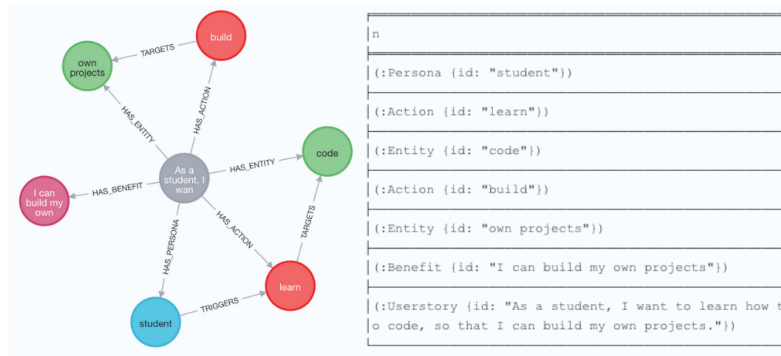 build
TARGETS
own
projects
HAS_ACTION
HAS_ENTITY
code
HAS_ENTITY
As a
student, I
wan
I can
build my
own
HAS_BENEFIT
HAS_PERSONA
HAS_ACTION
TARGETS
learn
TRIGGERS
student
n
(:Persona {id: "student"})
(:Action {id: "learn"})
(:Entity {id: "code"})
(:Action {id: "build"})
(:Entity {id: "own projects"})
(:Benefit {id: "I can build my own projects"})
(:Userstory {id: "As a student, I want to learn how t
o code, so that I can build my own projects."})